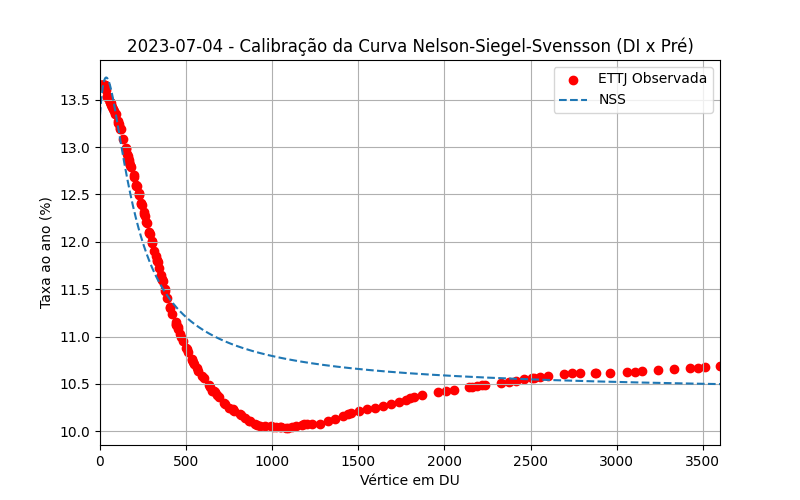 2023-07-04 - Calibração da Curva Nelson-Siegel-Svensson (DI x Pré)
ETTJ Observada
NSS
Taxa ao ano (%)
13.5
13.0
12.5
12.0
11.5
11.0
10.5
10.0
0 500 1000 1500 2000 2500 3000 3500
Vértice em DU